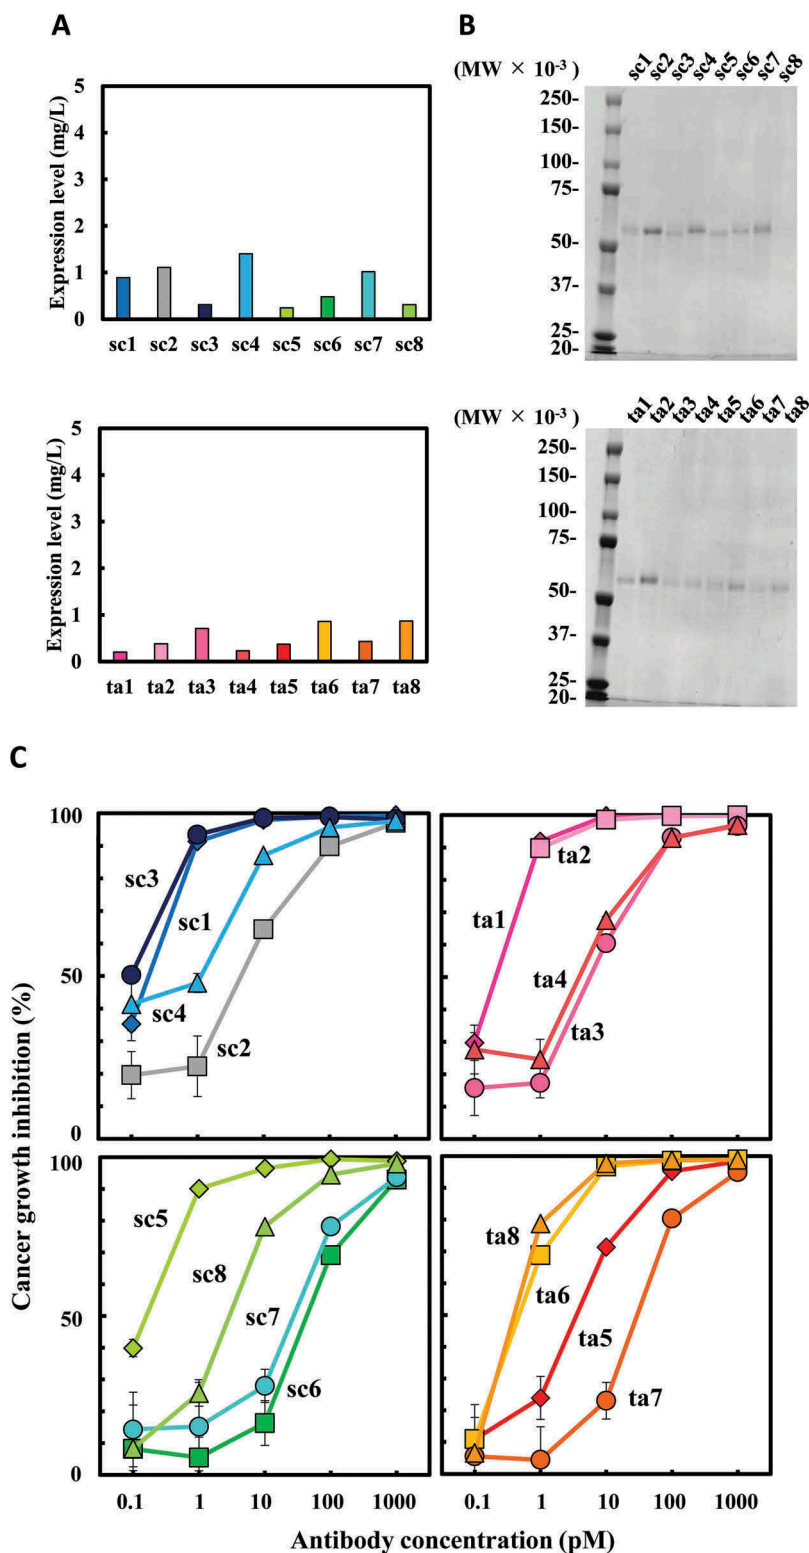 A
B
Expression level (mg/L)
5
4
3
2
1
0
sc1 sc2 sc3 sc4 sc5 sc6 sc7 sc8
(MW × 10-3)
sc1 sc2 sc3 sc4 sc5 sc6 sc7 sc8
250-
150-
100-
75-
50-
37-
25-
20-
Expression level (mg/L)
5
4
3
2
1
0
ta1 ta2 ta3 ta4 ta5 ta6 ta7 ta8
(MW × 10-3)
ta1 ta2 ta3 ta4 ta5 ta6 ta7 ta8
250-
150-
100-
75-
50-
37-
25-
20-
C
Cancer growth inhibition (%)
100
50
0
sc3
sc1
sc4
sc2
ta2
ta1
ta4
ta3
100
50
0
sc5
sc8
sc7
sc6
ta8
ta6
ta5
ta7
0.1 1 10 100 1000
0.1 1 10 100 1000
Antibody concentration (pM)